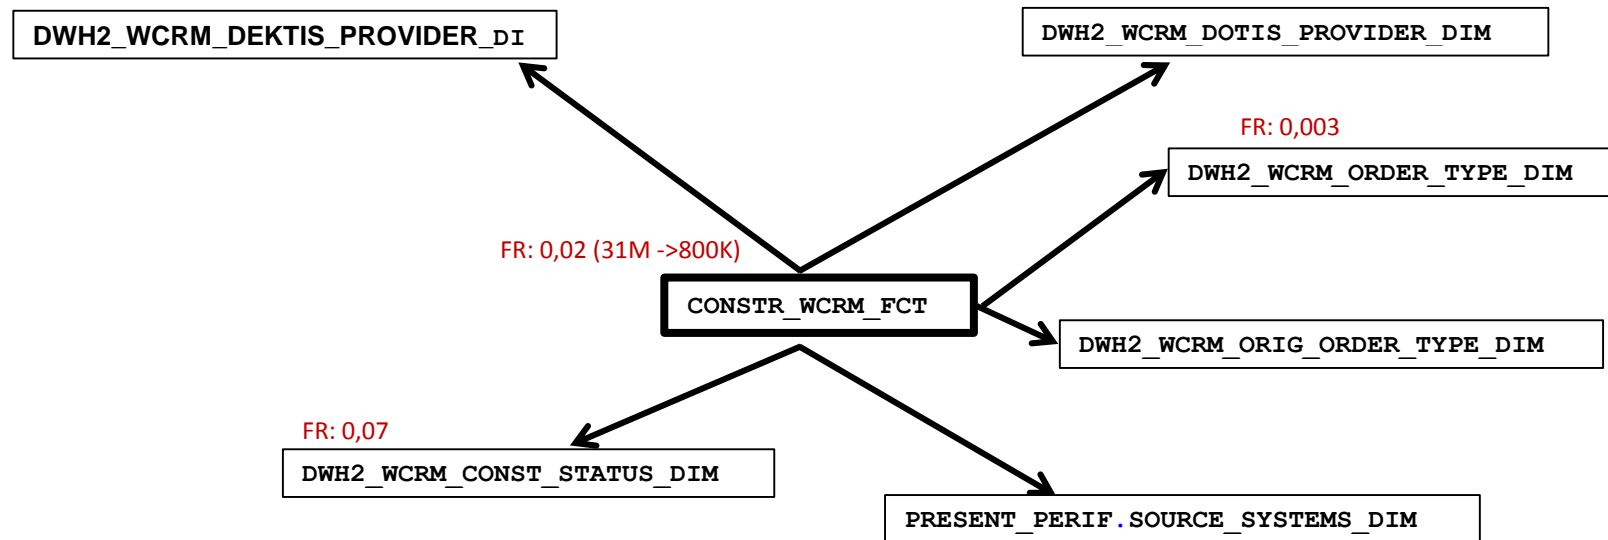 DWH2_WCRM_DEKTIS_PROVIDER_DI
DWH2_WCRM_DOTIS_PROVIDER_DIM
FR: 0,003
DWH2_WCRM_ORDER_TYPE_DIM
FR: 0,02 (31M ->800K)
CONSTR_WCRM_FCT
DWH2_WCRM_ORIG_ORDER_TYPE_DIM
FR: 0,07
DWH2_WCRM_CONST_STATUS_DIM
PRESENT_PERIF.SOURCE_SYSTEMS_DIM